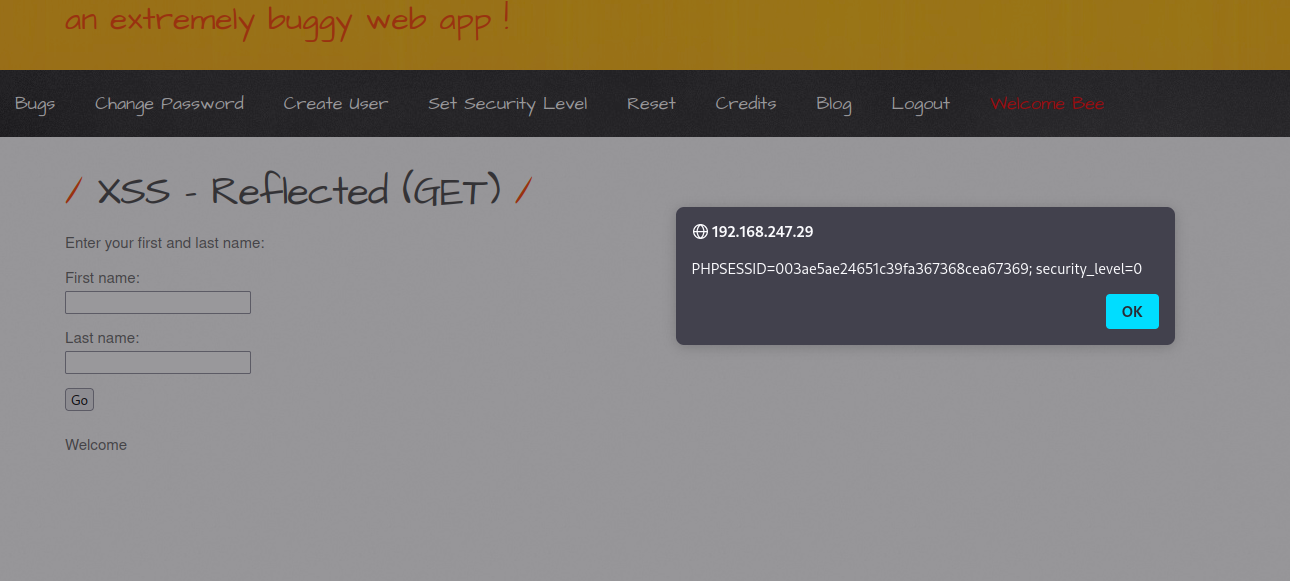 an extremely buggy web app !
Bugs Change Password Create User Set Security Level Reset Credits Blog Logout Welcome Bee
/ XSS - Reflected (GET) /
Enter your first and last name:
First name:
Last name:
Go
Welcome
192.168.247.29
PHPSESSID=003ae5ae24651c39fa367368cea67369; security_level=0
OK